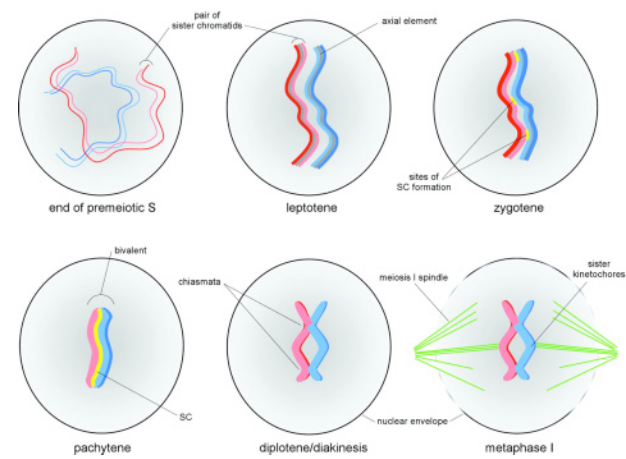 pair of
sister chromatids
axial element
sites of
SC formation
end of premeiotic S
leptotene
zygotene
bivalent
chiasmata
meiosis I spindle
sister
kinetochores
SC
nuclear envelope
pachytene
diplotene/diakinesis
metaphase I